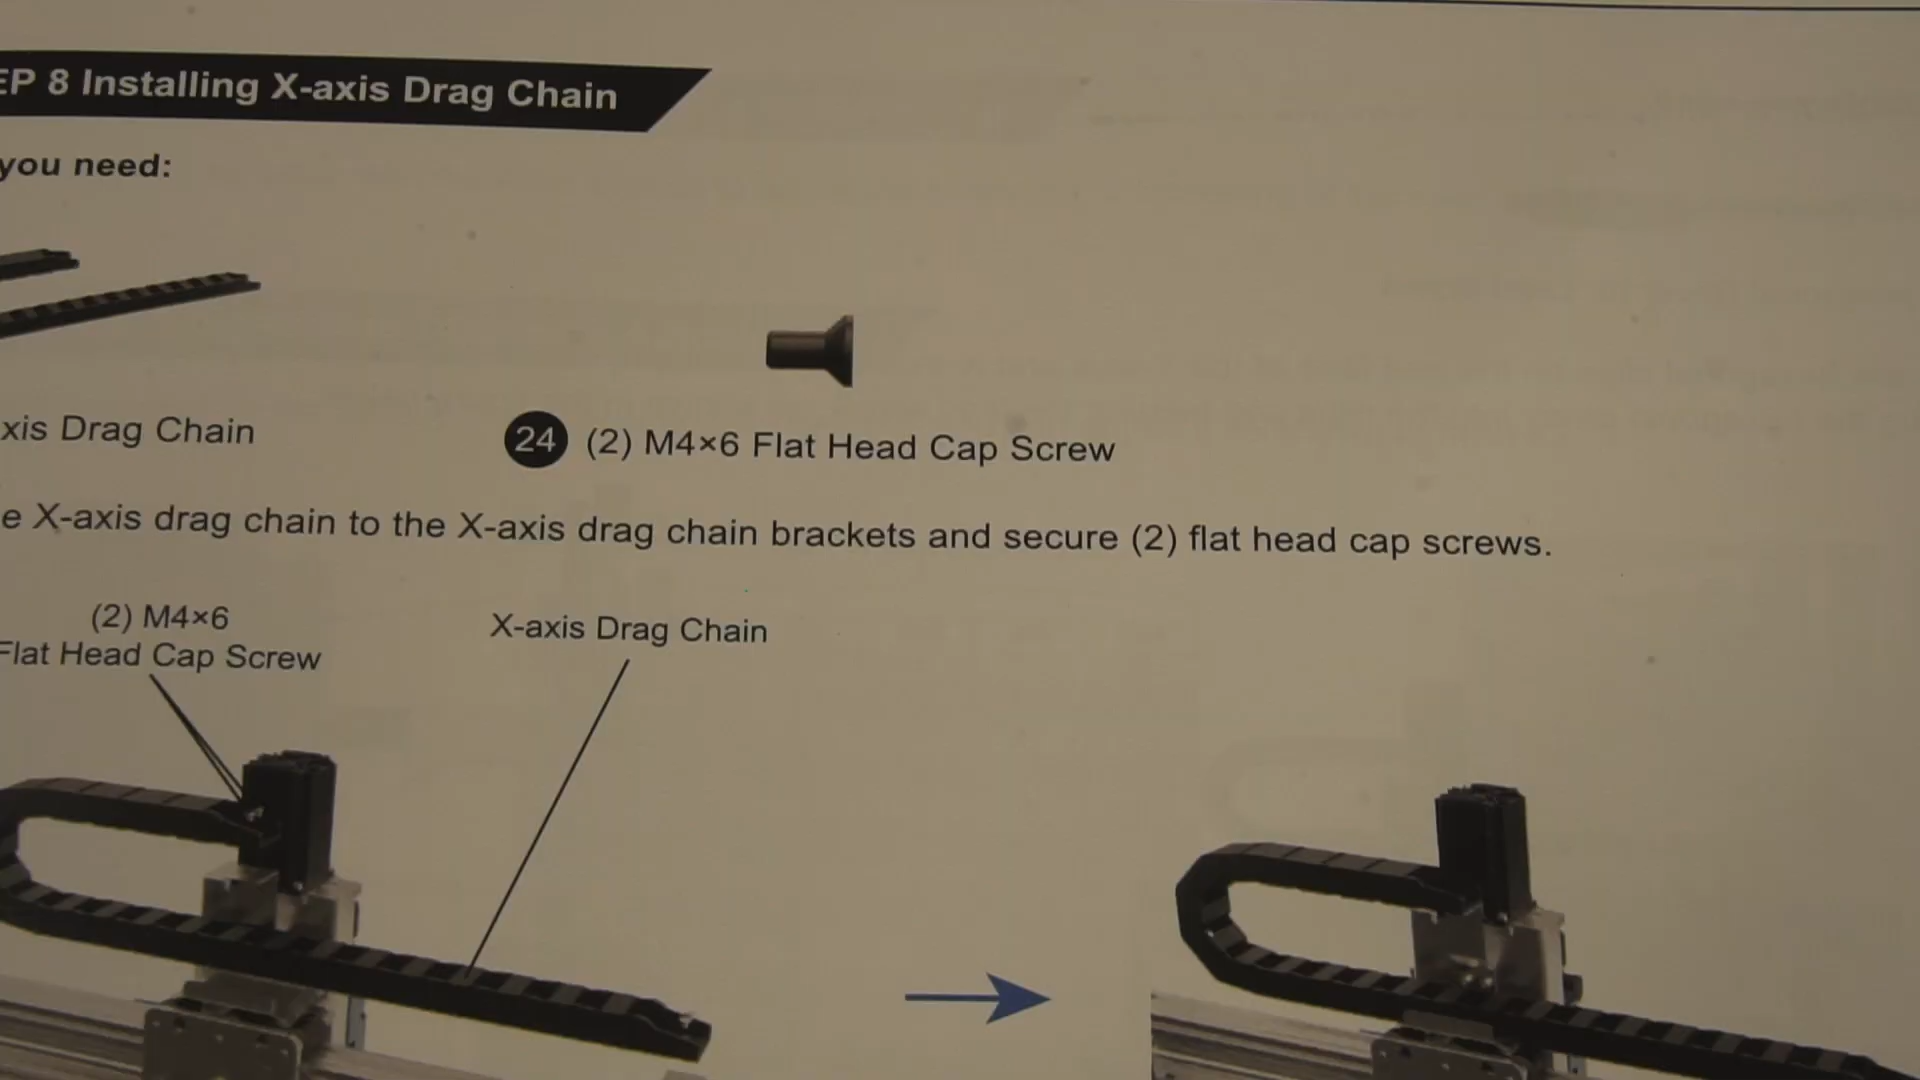 EP 8 Installing X-axis Drag Chain
you need:
xis Drag Chain
24 (2) M4×6 Flat Head Cap Screw
e X-axis drag chain to the X-axis drag chain brackets and secure (2) flat head cap screws.
(2) M4×6
Flat Head Cap Screw
X-axis Drag Chain